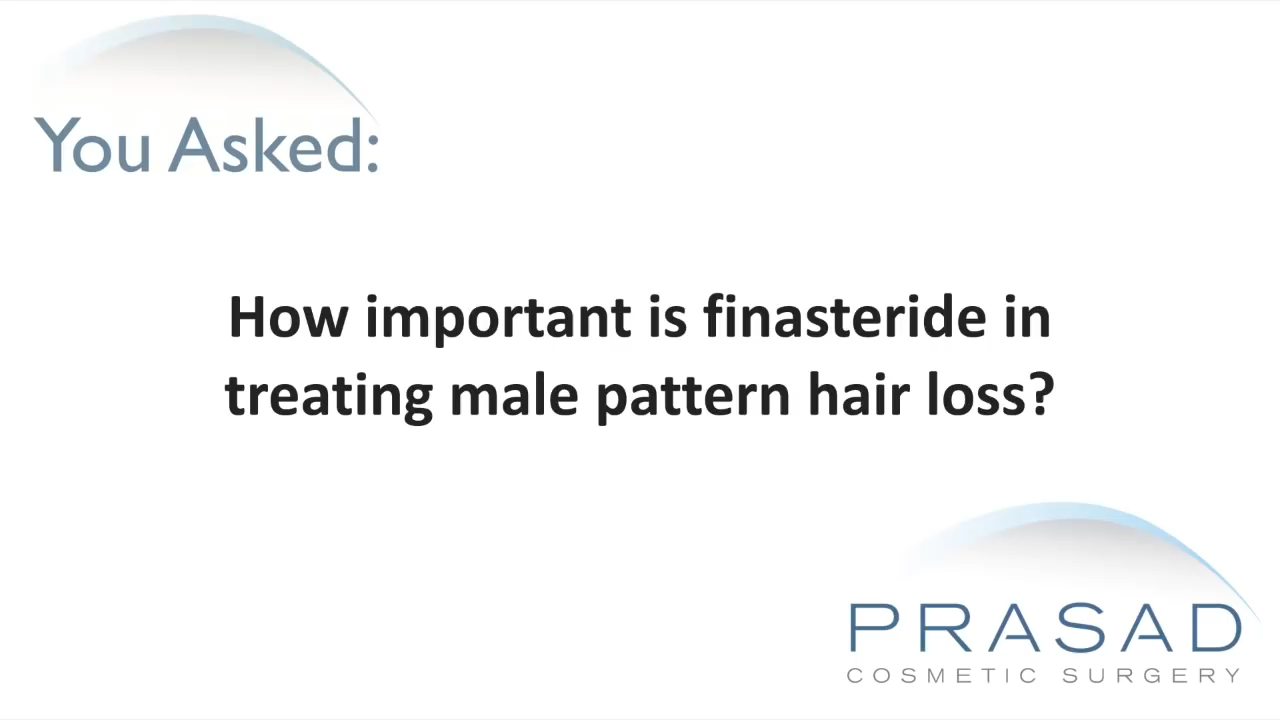 You Asked:
How important is finasteride in
treating male pattern hair loss?
PRASAD
COSMETIC SURGERY